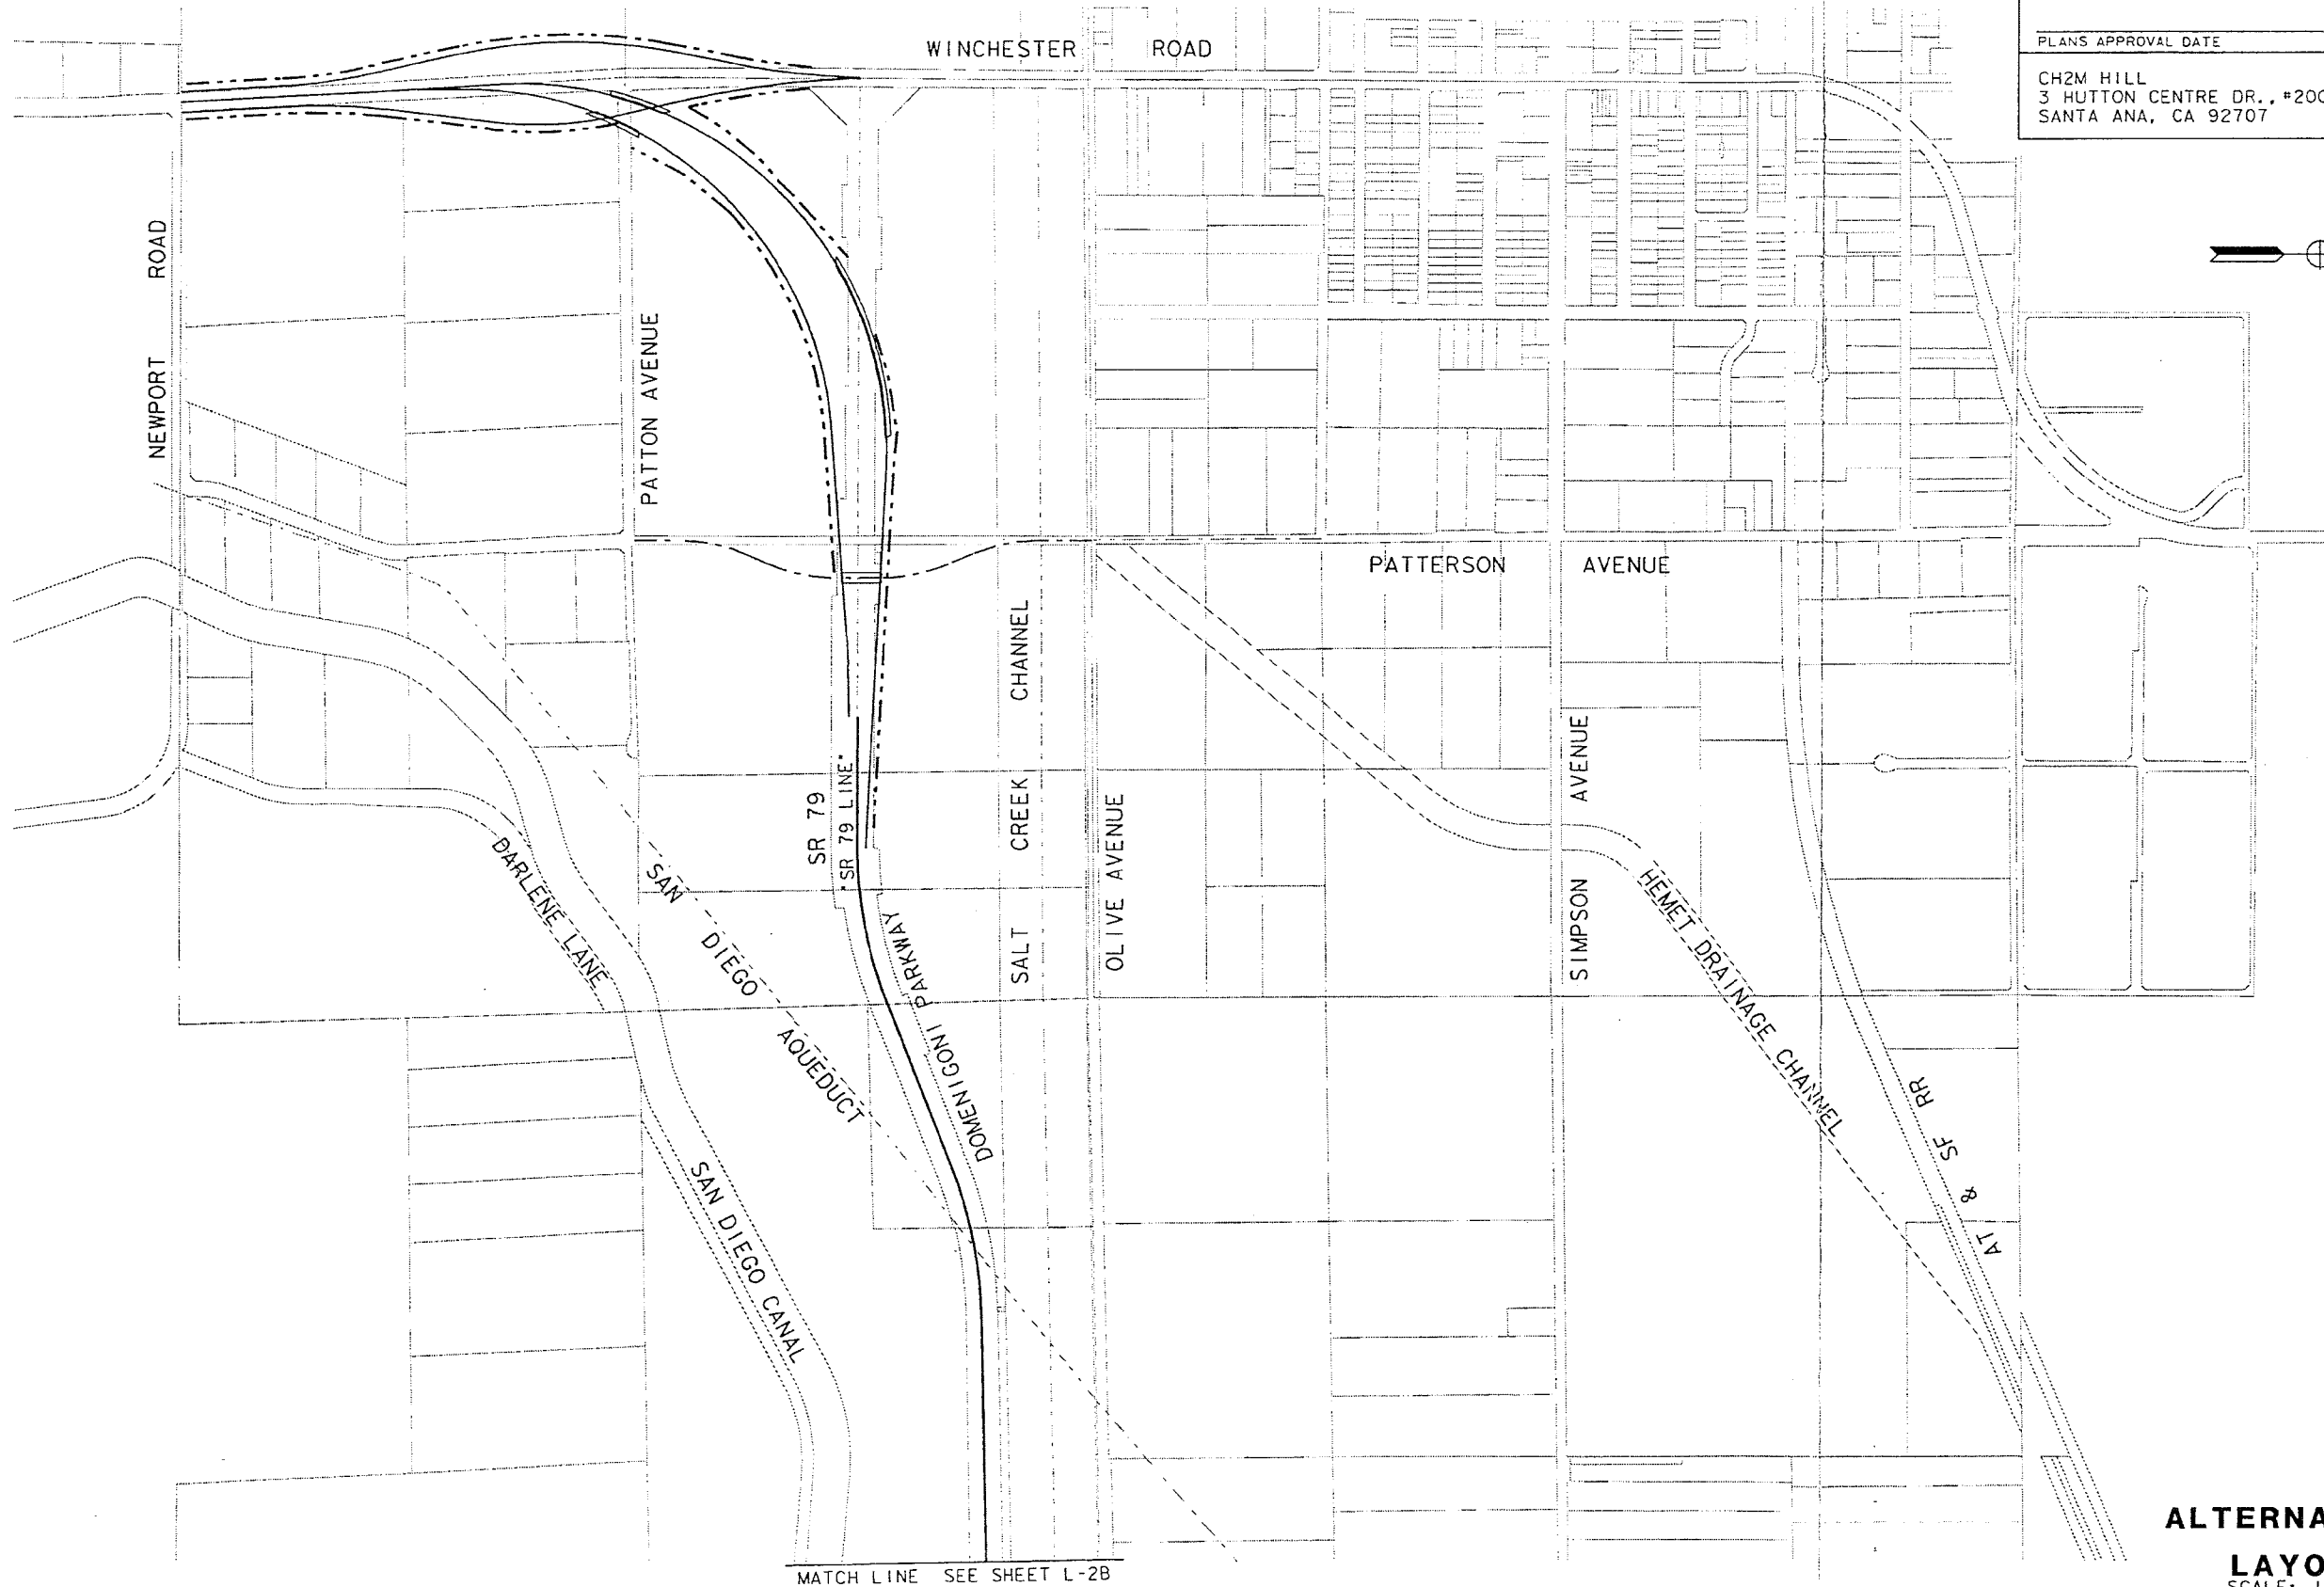 WINCHESTER ROAD
PLANS APPROVAL DATE
CH2M HILL
3 HUTTON CENTRE DR., #200
SANTA ANA, CA 92707
NEWPORT ROAD
PATTON AVENUE
PATTERSON AVENUE
SR 79
"SR 79 LINE"
SALT CREEK CHANNEL
OLIVE AVENUE
SIMPSON AVENUE
DARLENE LANE
SAN DIEGO AQUEDUCT
DOMENIGONI PARKWAY
HEMET DRAINAGE CHANNEL
AT & SF RR
SAN DIEGO CANAL
ALTERNA
LAYO
SCALE:
MATCH LINE SEE SHEET L-2B